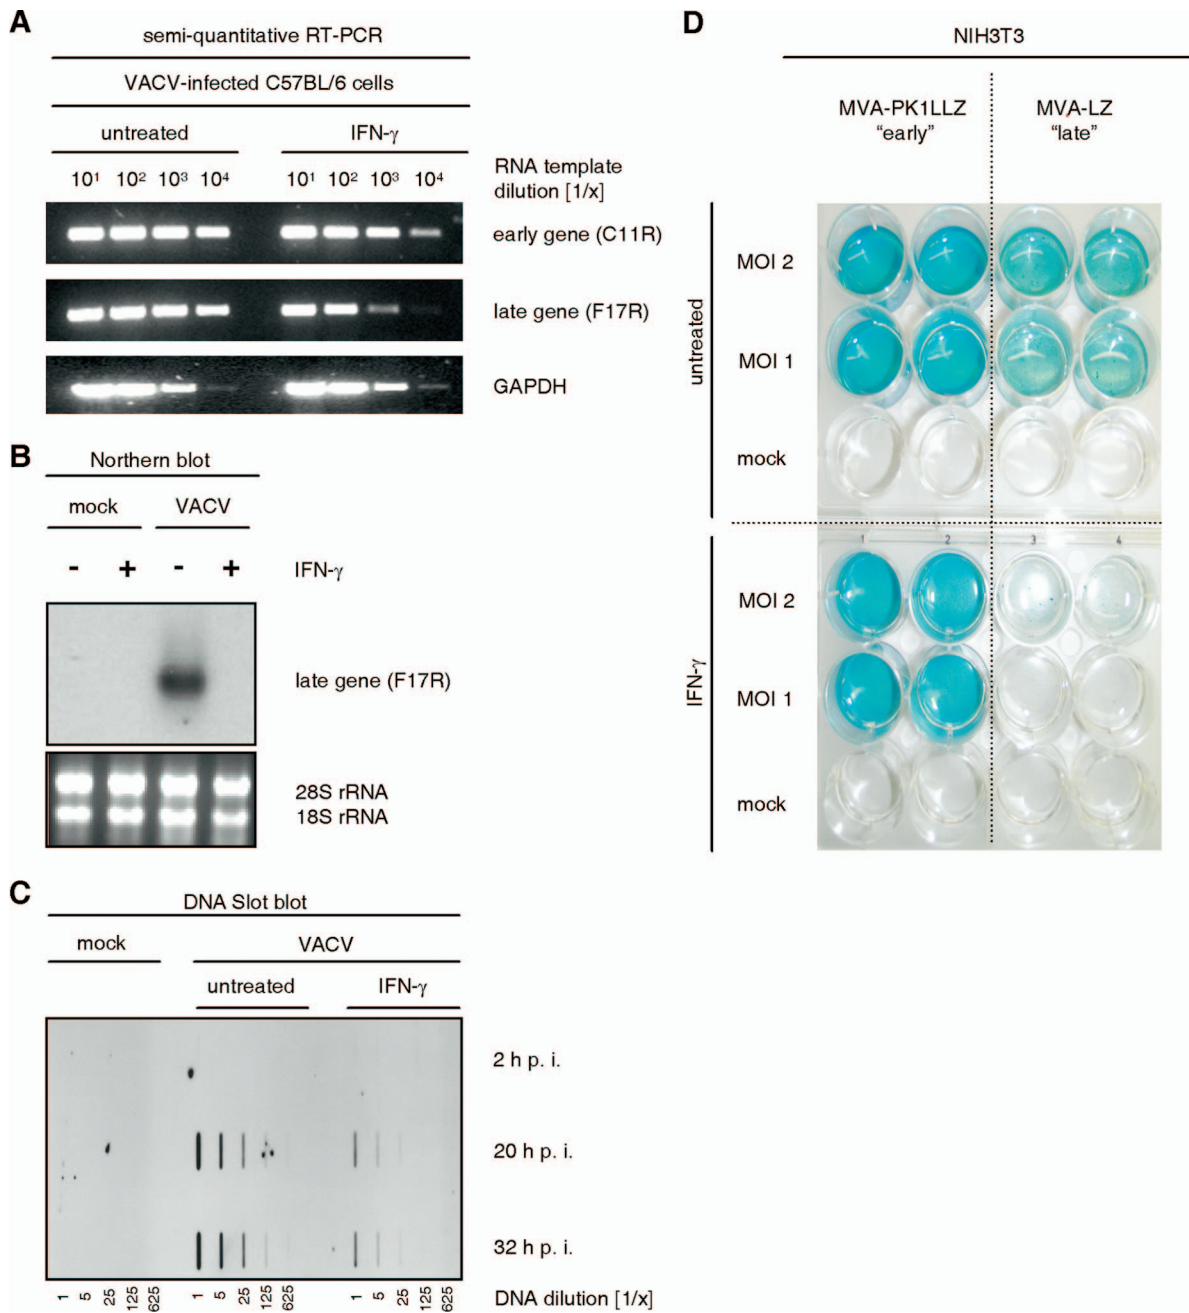 A
semi-quantitative RT-PCR
VACV-infected C57BL/6 cells
untreated IFN-γ
10¹ 10² 10³ 10⁴ 10¹ 10² 10³ 10⁴
RNA template
dilution [1/x]
early gene (C11R)
late gene (F17R)
GAPDH
B
Northern blot
mock VACV
- + - + IFN-γ
late gene (F17R)
28S rRNA
18S rRNA
C
DNA Slot blot
mock VACV
untreated IFN-γ
2 h p. i.
20 h p. i.
32 h p. i.
1 5 25 125 625 1 5 25 125 625 1 5 25 125 625 DNA dilution [1/x]
D
NIH3T3
MVA-PK1LLZ
"early"
MVA-LZ
"late"
untreated
MOI 2
MOI 1
mock
1 2 3 4
IFN-γ
MOI 2
MOI 1
mock